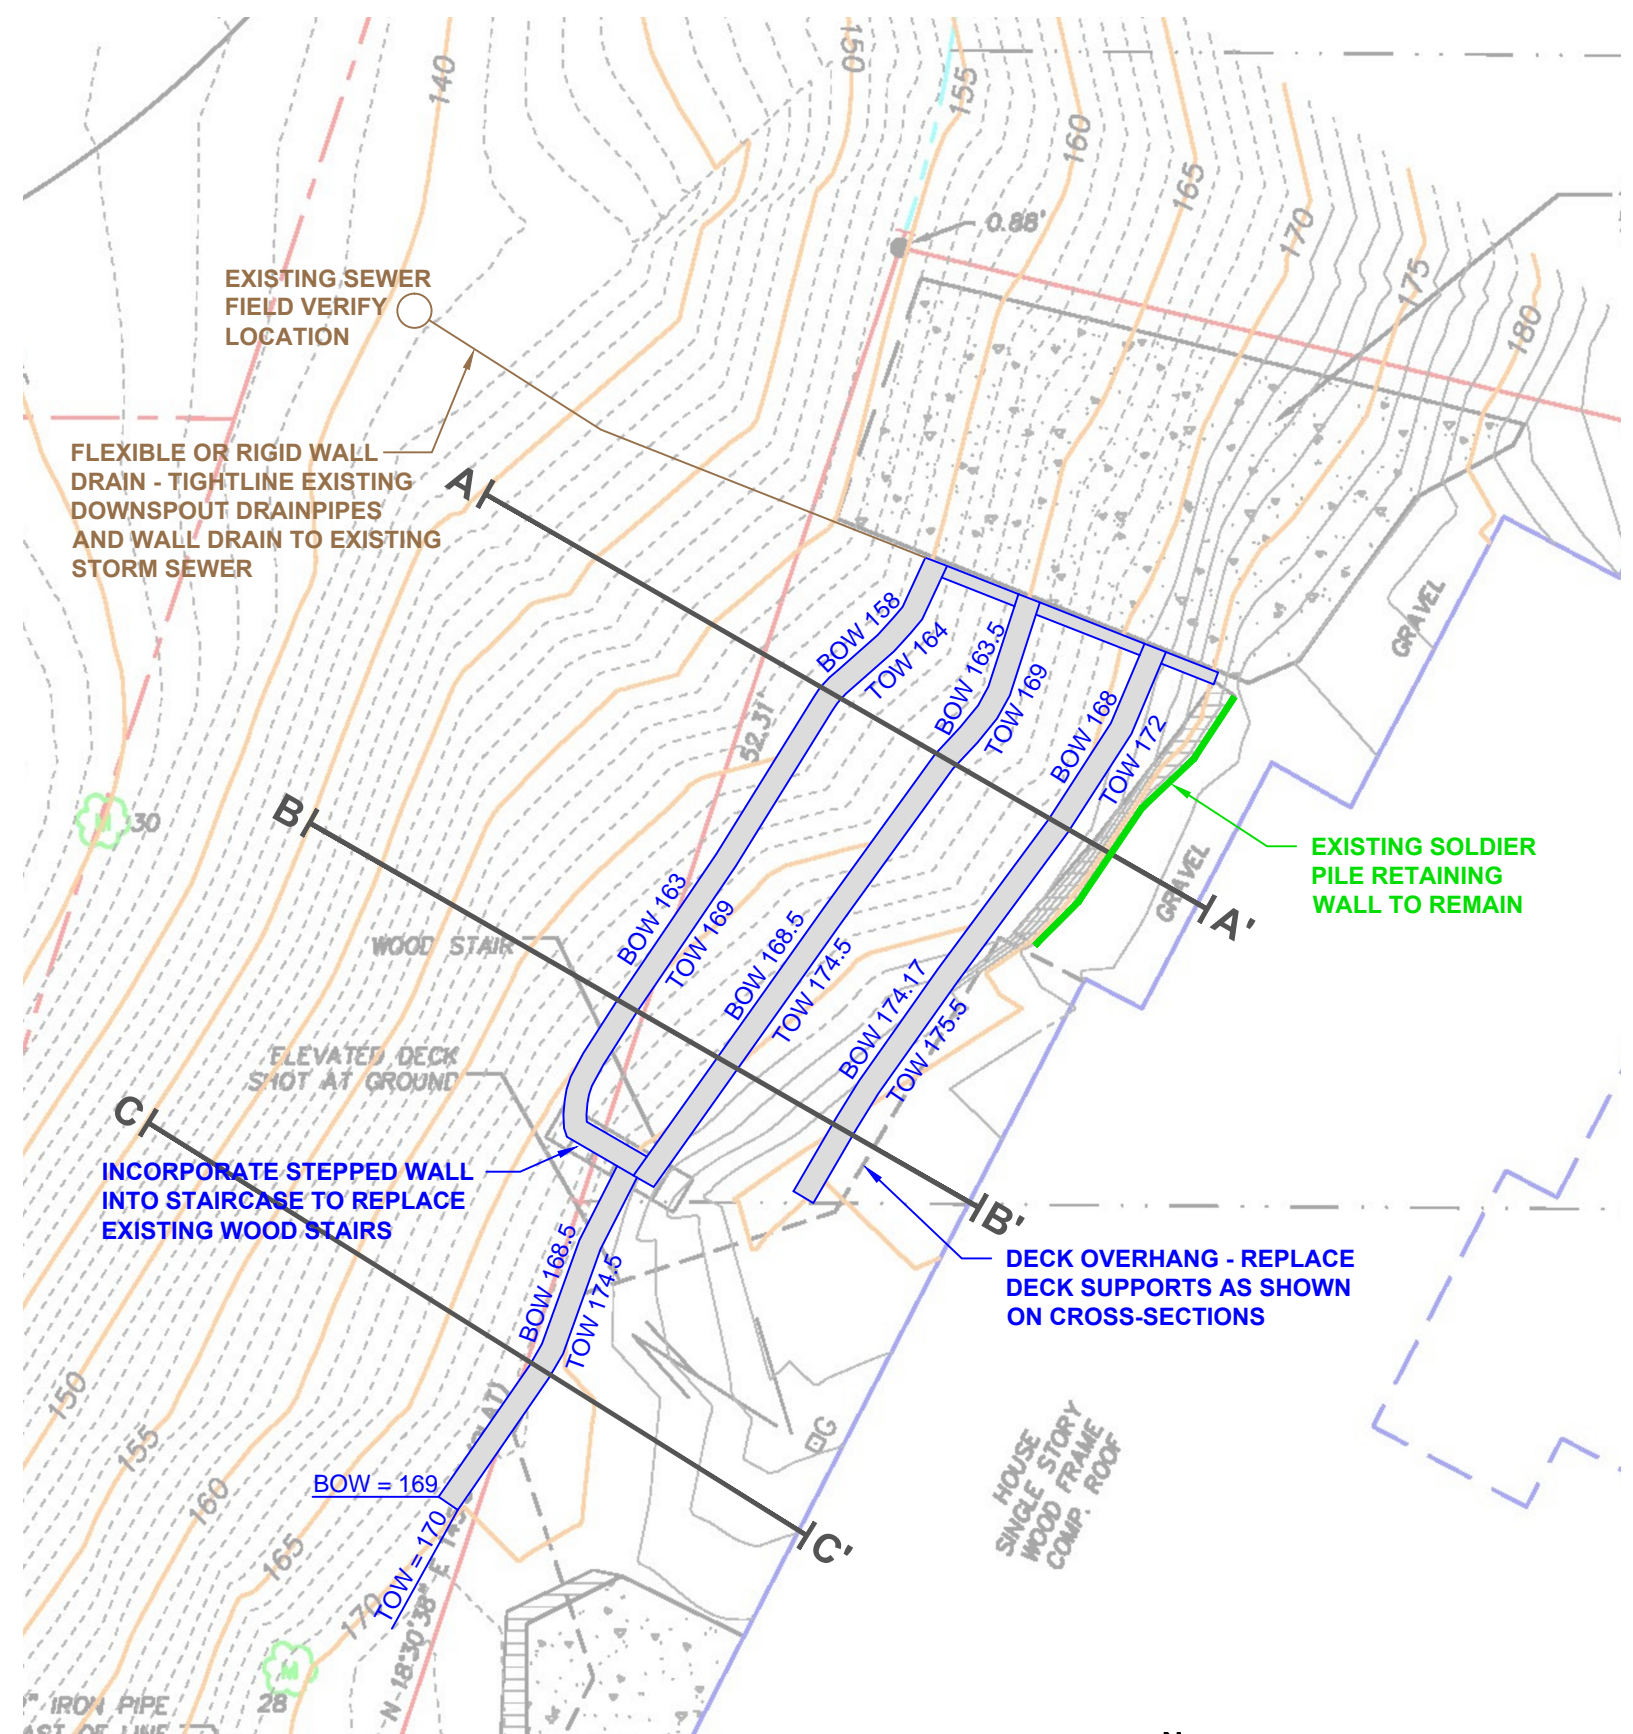 140
150
155
160
165
170
175
180
0.88'
EXISTING SEWER
FIELD VERIFY
LOCATION
FLEXIBLE OR RIGID WALL
DRAIN - TIGHTLINE EXISTING
DOWNSPOUT DRAINPIPES
AND WALL DRAIN TO EXISTING
STORM SEWER
A
BOW 158
TOW 164
BOW 163.5
TOW 169
BOW 168
TOW 172
GRAVEL
52.31'
B
M
30
EXISTING SOLDIER
PILE RETAINING
WALL TO REMAIN
GRAVEL
A'
BOW 163
TOW 169
WOOD STAIR
BOW 168.5
TOW 174.5
BOW 174.17
TOW 175.5
ELEVATED DECK
SHOT AT GROUND
C
INCORPORATE STEPPED WALL
INTO STAIRCASE TO REPLACE
EXISTING WOOD STAIRS
B'
BOW 168.5
TOW 174.5
DECK OVERHANG - REPLACE
DECK SUPPORTS AS SHOWN
ON CROSS-SECTIONS
150
155
160
165
170
G
HOUSE
SINGLE STORY
WOOD FRAME
COMP. ROOF
BOW = 169
TOW = 170
C'
N 18°30'38" E
M
28
" IRON PIPE